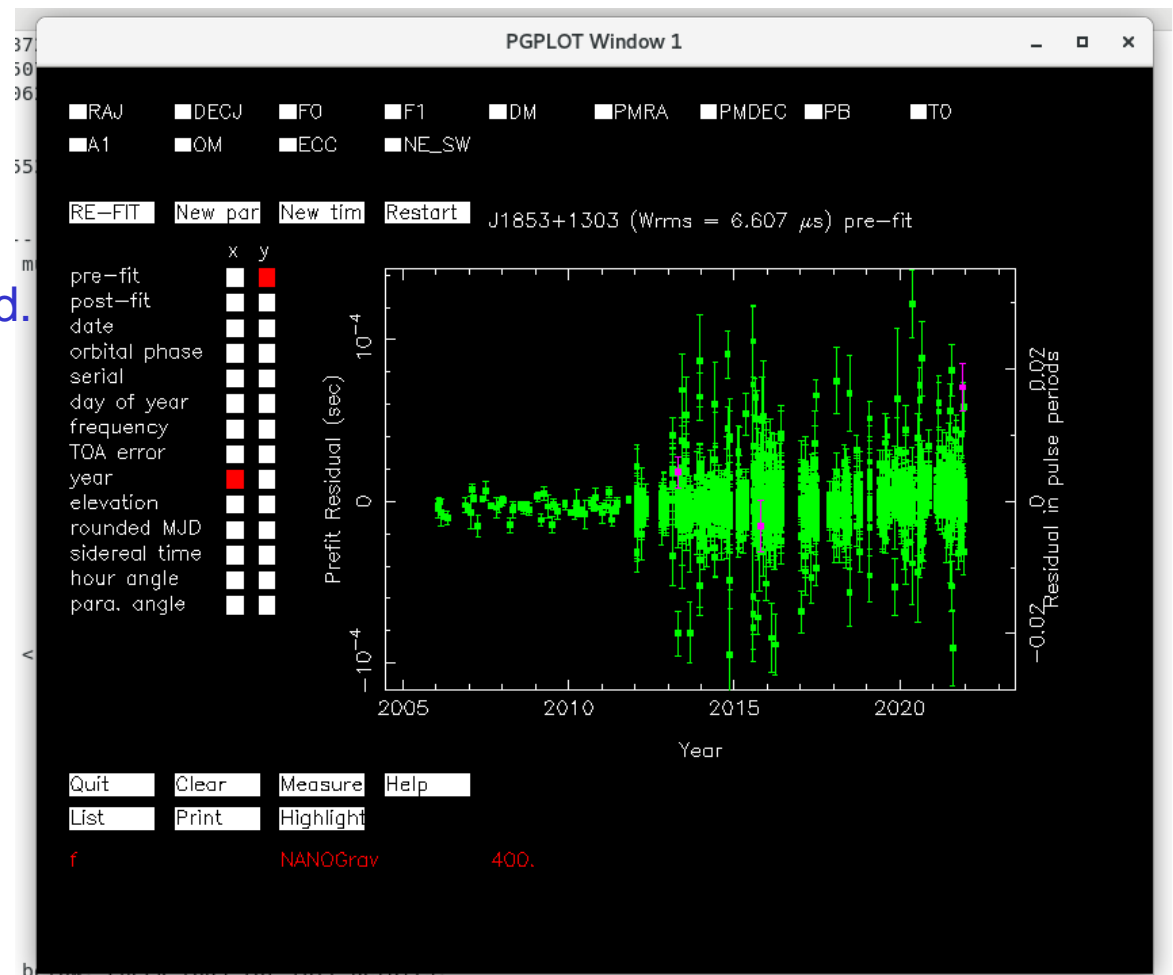 PGPLOT Window 1
RAJ DECJ F0 F1 DM PMRA PMDEC PB T0
A1 OM ECC NE_SW
RE-FIT New par New tim Restart J1853+1303 (Wrms = 6.607 μs) pre-fit
x y
pre-fit
post-fit
date
orbital phase
serial
day of year
frequency
TOA error
year
elevation
rounded MJD
sidereal time
hour angle
para. angle
Prefit Residual (sec)
10⁻⁴
0
-10⁻⁴
0.02
0
-0.02
Residual in pulse periods
2005 2010 2015 2020
Year
Quit Clear Measure Help
List Print Highlight
f NANOGrav 400.
d.